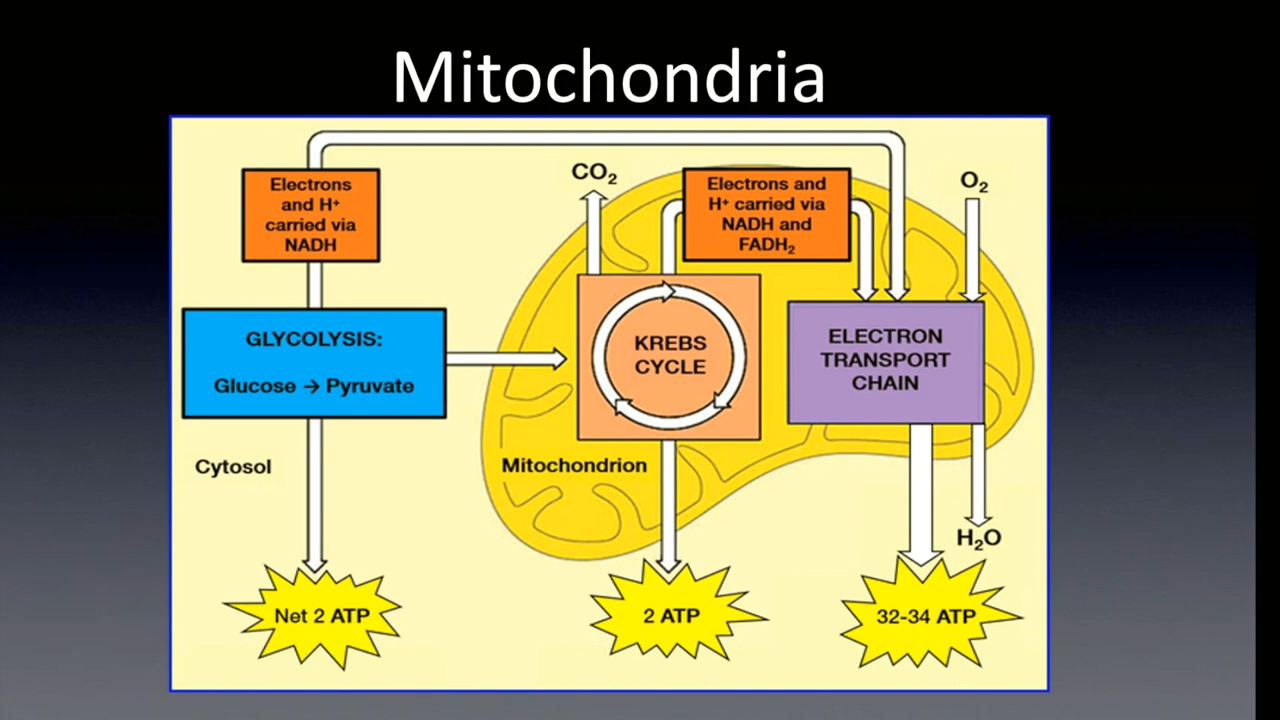 Mitochondria
Electrons
and H⁺
carried via
NADH
CO₂
Electrons and
H⁺ carried via
NADH and
FADH₂
O₂
GLYCOLYSIS:
Glucose → Pyruvate
KREBS
CYCLE
ELECTRON
TRANSPORT
CHAIN
Cytosol
Mitochondrion
H₂O
Net 2 ATP
2 ATP
32-34 ATP